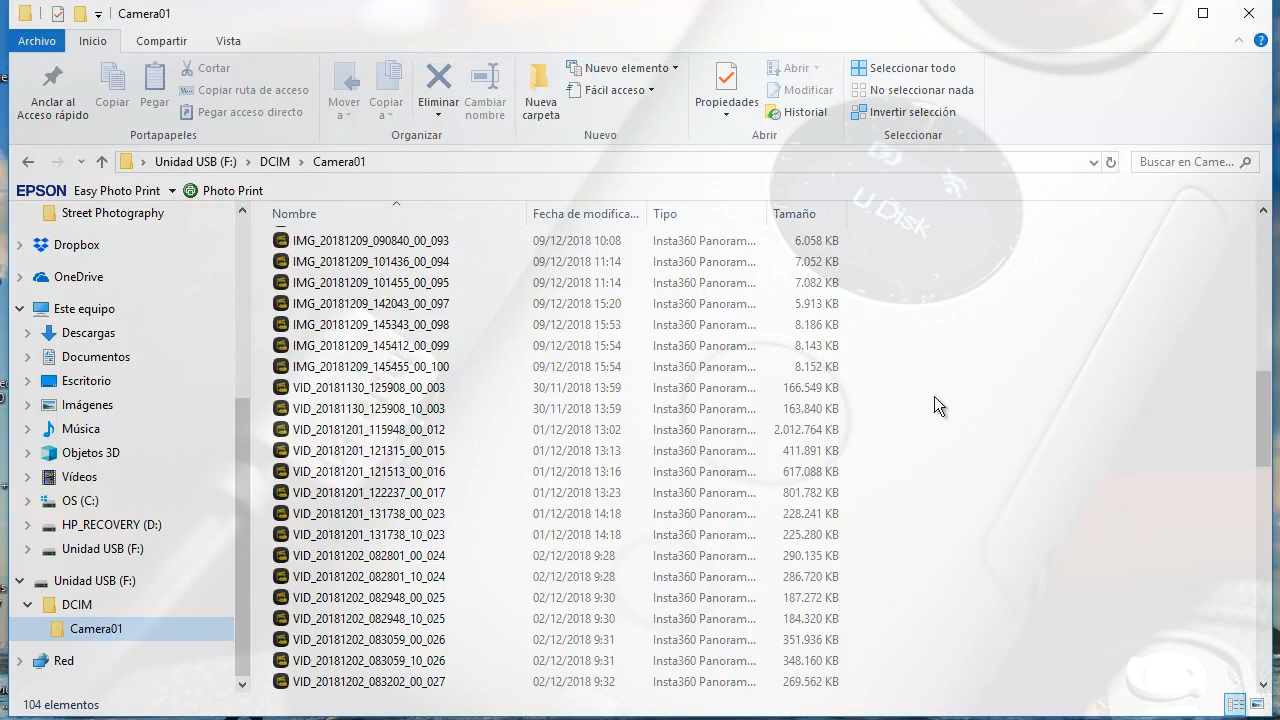 Camera01
Archivo Inicio Compartir Vista
Anclar al Acceso rápido
Copiar
Pegar
Cortar
Copiar ruta de acceso
Pegar acceso directo
Portapapeles
Mover a
Copiar a
Eliminar
Cambiar nombre
Organizar
Nueva carpeta
Nuevo elemento
Fácil acceso
Nuevo
Propiedades
Abrir
Modificar
Historial
Abrir
Seleccionar todo
No seleccionar nada
Invertir selección
Seleccionar
Unidad USB (F:) DCIM Camera01
Buscar en Came...
EPSON Easy Photo Print Photo Print
Street Photography
Dropbox
OneDrive
Este equipo
Descargas
Documentos
Escritorio
Imágenes
Música
Objetos 3D
Vídeos
OS (C:)
HP_RECOVERY (D:)
Unidad USB (F:)
Unidad USB (F:)
DCIM
Camera01
Red
Nombre Fecha de modifica... Tipo Tamaño
IMG_20181209_090840_00_093 09/12/2018 10:08 Insta360 Panoram... 6.058 KB
IMG_20181209_101436_00_094 09/12/2018 11:14 Insta360 Panoram... 7.052 KB
IMG_20181209_101455_00_095 09/12/2018 11:14 Insta360 Panoram... 7.082 KB
IMG_20181209_142043_00_097 09/12/2018 15:20 Insta360 Panoram... 5.913 KB
IMG_20181209_145343_00_098 09/12/2018 15:53 Insta360 Panoram... 8.186 KB
IMG_20181209_145412_00_099 09/12/2018 15:54 Insta360 Panoram... 8.143 KB
IMG_20181209_145455_00_100 09/12/2018 15:54 Insta360 Panoram... 8.152 KB
VID_20181130_125908_00_003 30/11/2018 13:59 Insta360 Panoram... 166.549 KB
VID_20181130_125908_10_003 30/11/2018 13:59 Insta360 Panoram... 163.840 KB
VID_20181201_115948_00_012 01/12/2018 13:02 Insta360 Panoram... 2.012.764 KB
VID_20181201_121315_00_015 01/12/2018 13:13 Insta360 Panoram... 411.891 KB
VID_20181201_121513_00_016 01/12/2018 13:16 Insta360 Panoram... 617.088 KB
VID_20181201_122237_00_017 01/12/2018 13:23 Insta360 Panoram... 801.782 KB
VID_20181201_131738_00_023 01/12/2018 14:18 Insta360 Panoram... 228.241 KB
VID_20181201_131738_10_023 01/12/2018 14:18 Insta360 Panoram... 225.280 KB
VID_20181202_082801_00_024 02/12/2018 9:28 Insta360 Panoram... 290.135 KB
VID_20181202_082801_10_024 02/12/2018 9:28 Insta360 Panoram... 286.720 KB
VID_20181202_082948_00_025 02/12/2018 9:30 Insta360 Panoram... 187.272 KB
VID_20181202_082948_10_025 02/12/2018 9:30 Insta360 Panoram... 184.320 KB
VID_20181202_083059_00_026 02/12/2018 9:31 Insta360 Panoram... 351.936 KB
VID_20181202_083059_10_026 02/12/2018 9:31 Insta360 Panoram... 348.160 KB
VID_20181202_083202_00_027 02/12/2018 9:32 Insta360 Panoram... 269.562 KB
U Disk
104 elementos